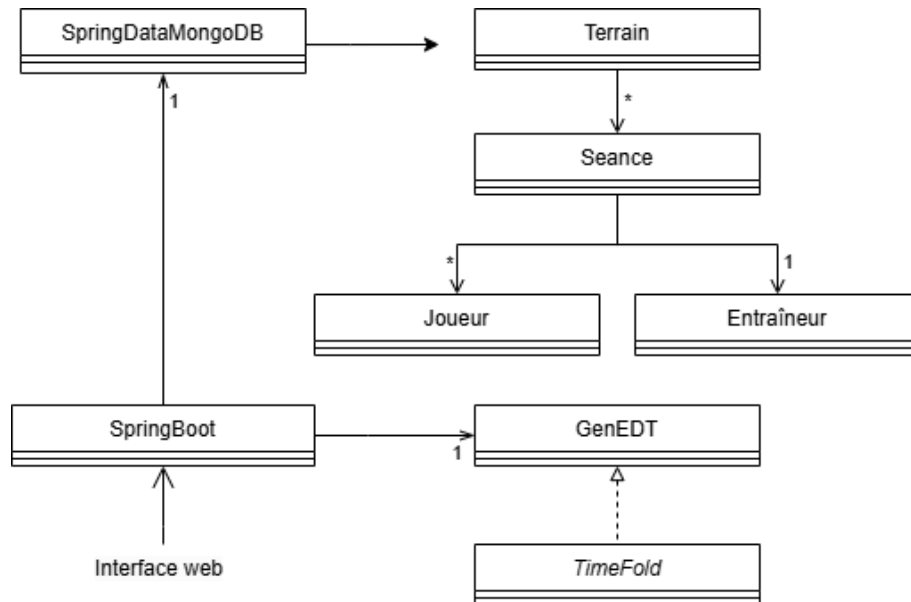 SpringDataMongoDB
Terrain
1
*
Seance
*
1
Joueur
Entraîneur
SpringBoot
GenEDT
1
Interface web
TimeFold